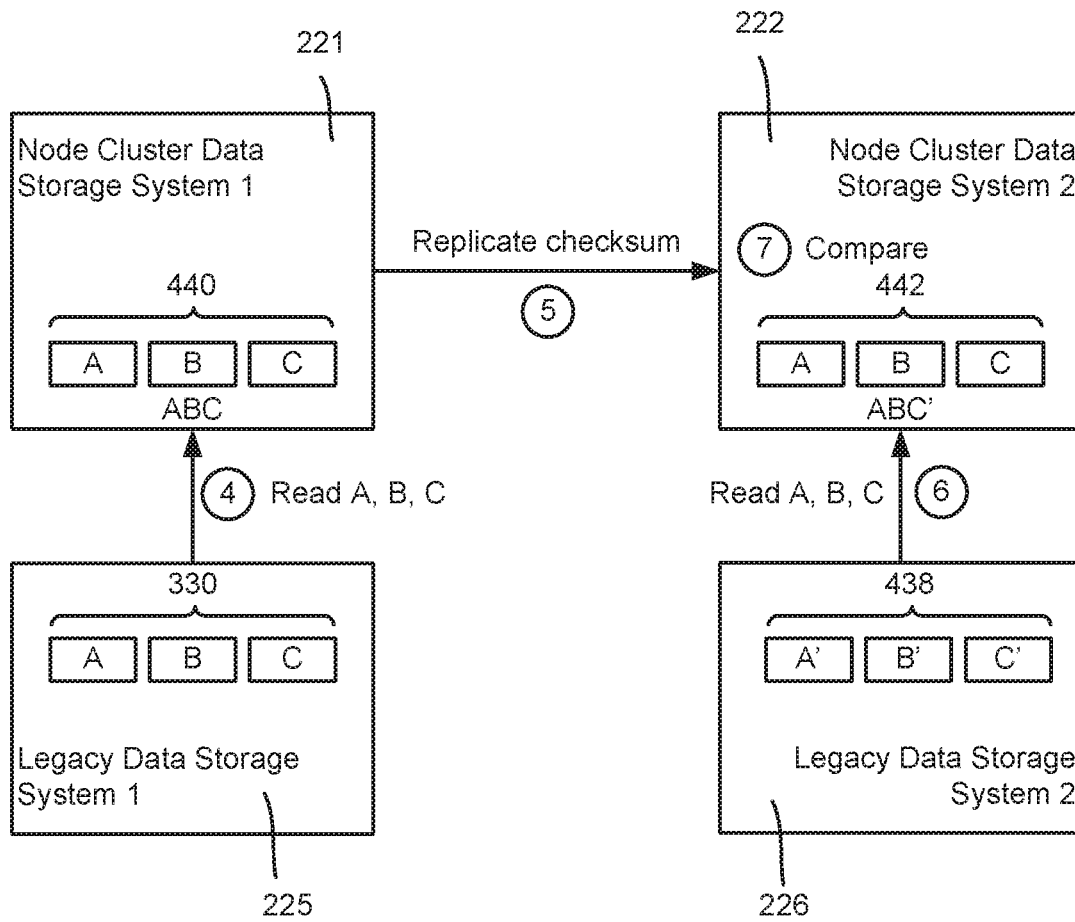 221
222
Node Cluster Data
Storage System 1
Node Cluster Data
Storage System 2
Replicate checksum
5
7 Compare
440
A B C
ABC
442
A B C
ABC'
4 Read A, B, C
Read A, B, C 6
330
A B C
438
A' B' C'
Legacy Data Storage
System 1
Legacy Data Storage
System 2
225
226